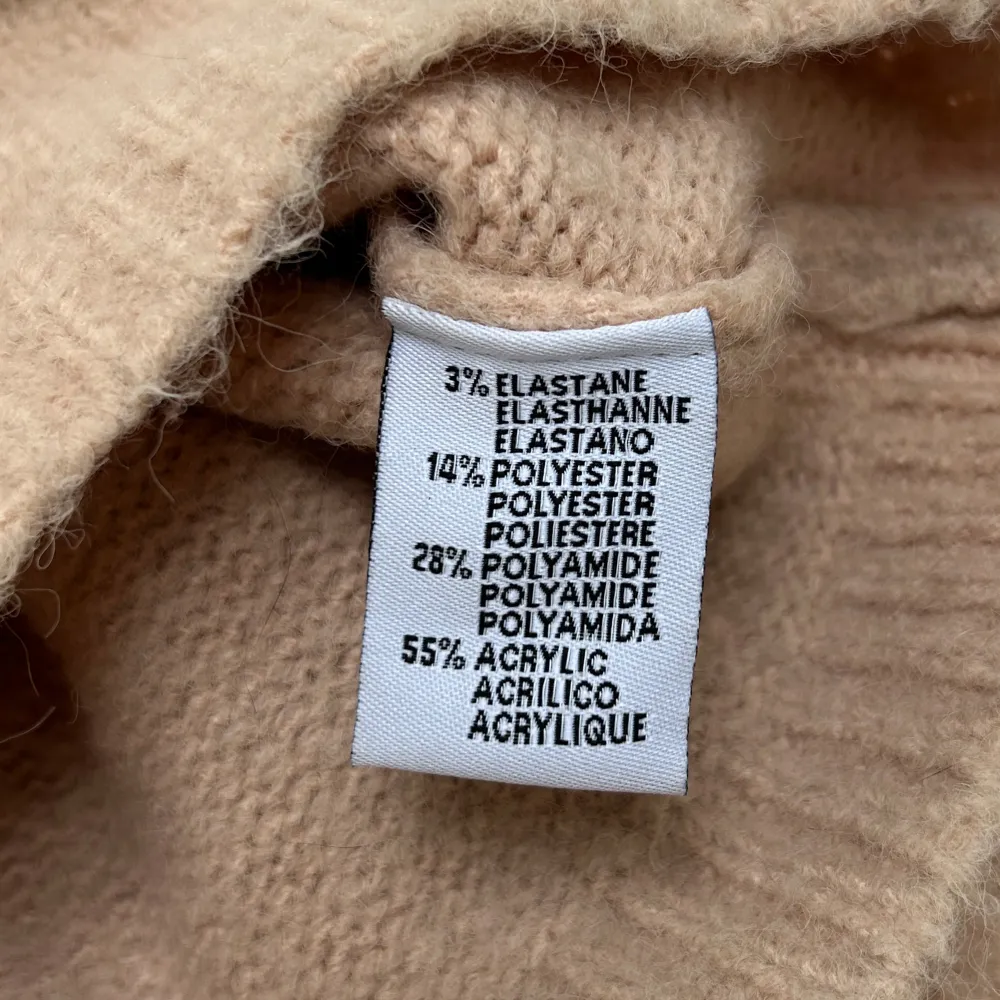 3% ELASTANE
ELASTHANNE
ELASTANO
14% POLYESTER
POLYESTER
POLIESTERE
28% POLYAMIDE
POLYAMIDE
POLYAMIDA
55% ACRYLIC
ACRILICO
ACRYLIQUE